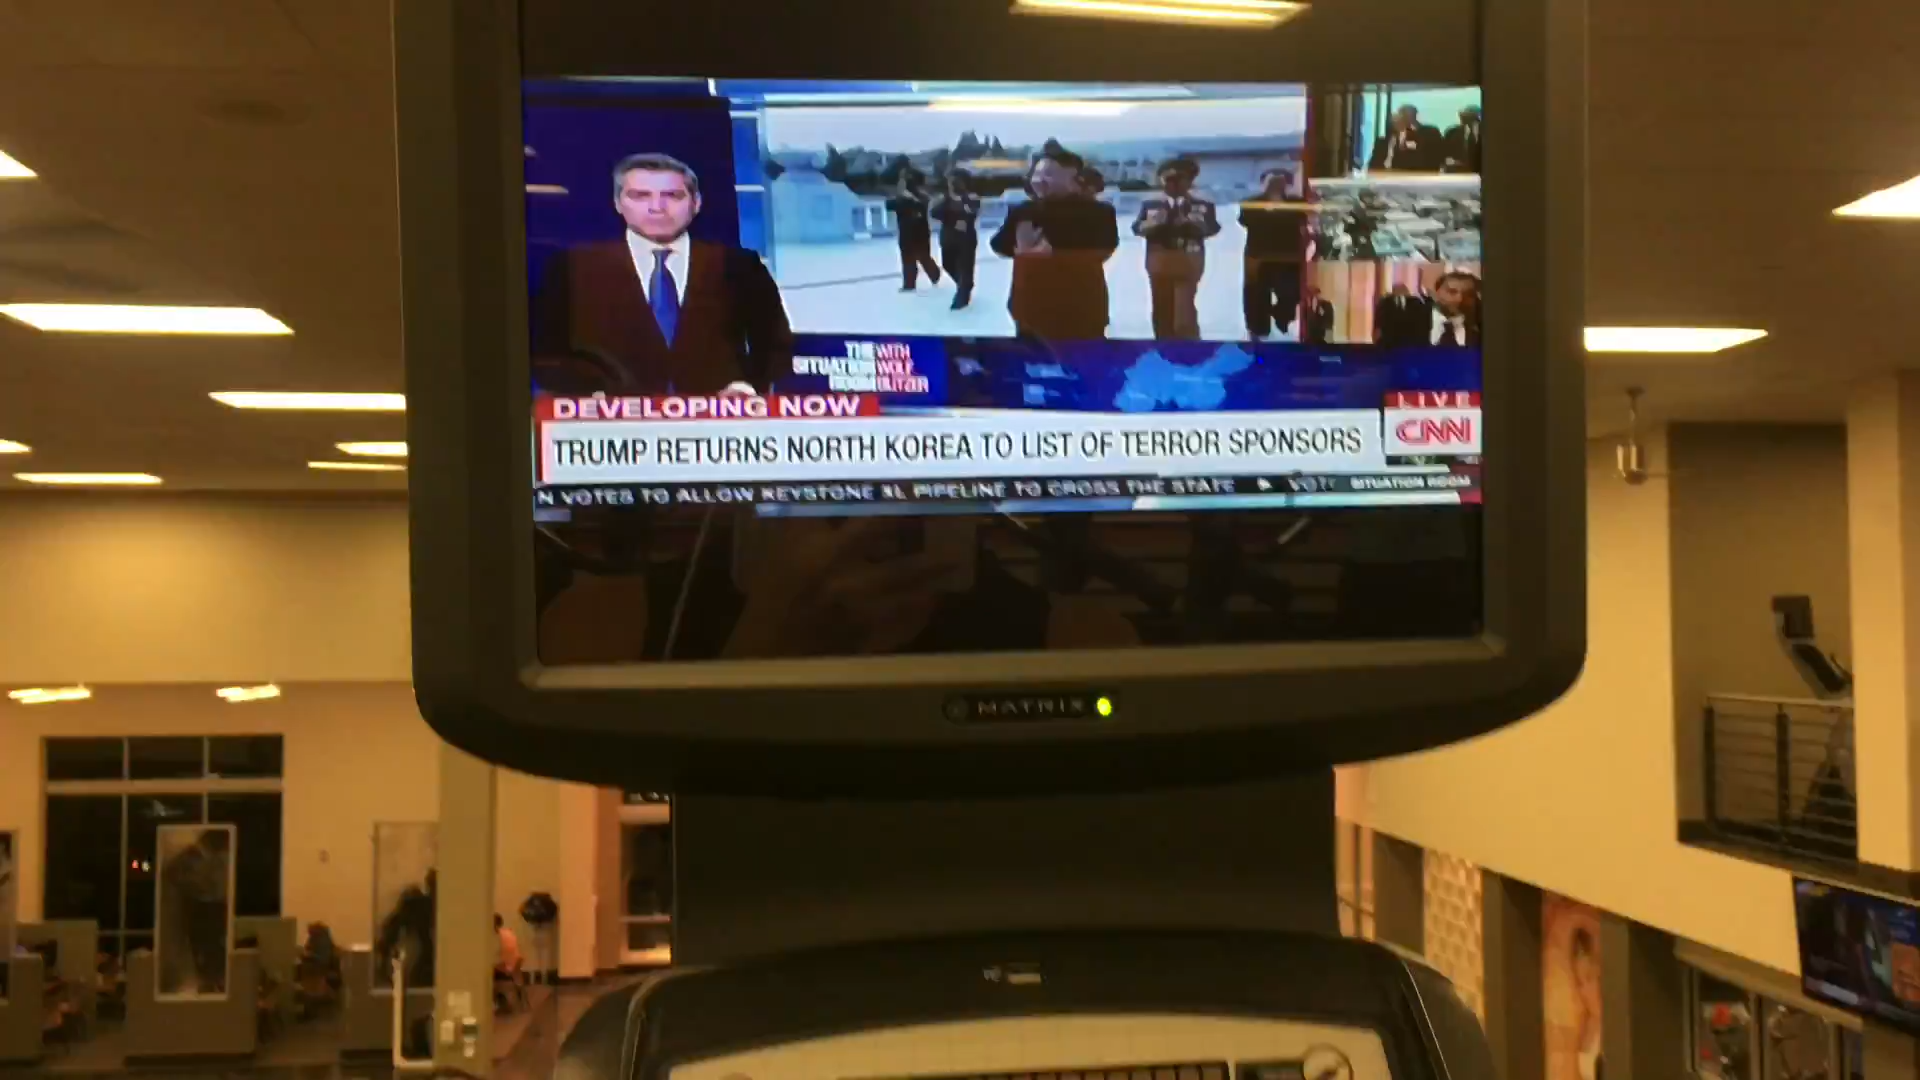 THE WITH
SITUATION WOLF
ROOM BLITZER
DEVELOPING NOW
LIVE
CNN
TRUMP RETURNS NORTH KOREA TO LIST OF TERROR SPONSORS
N VOTES TO ALLOW KEYSTONE XL PIPELINE TO CROSS THE STATE ▶ VOT
SITUATION ROOM
MATRIX